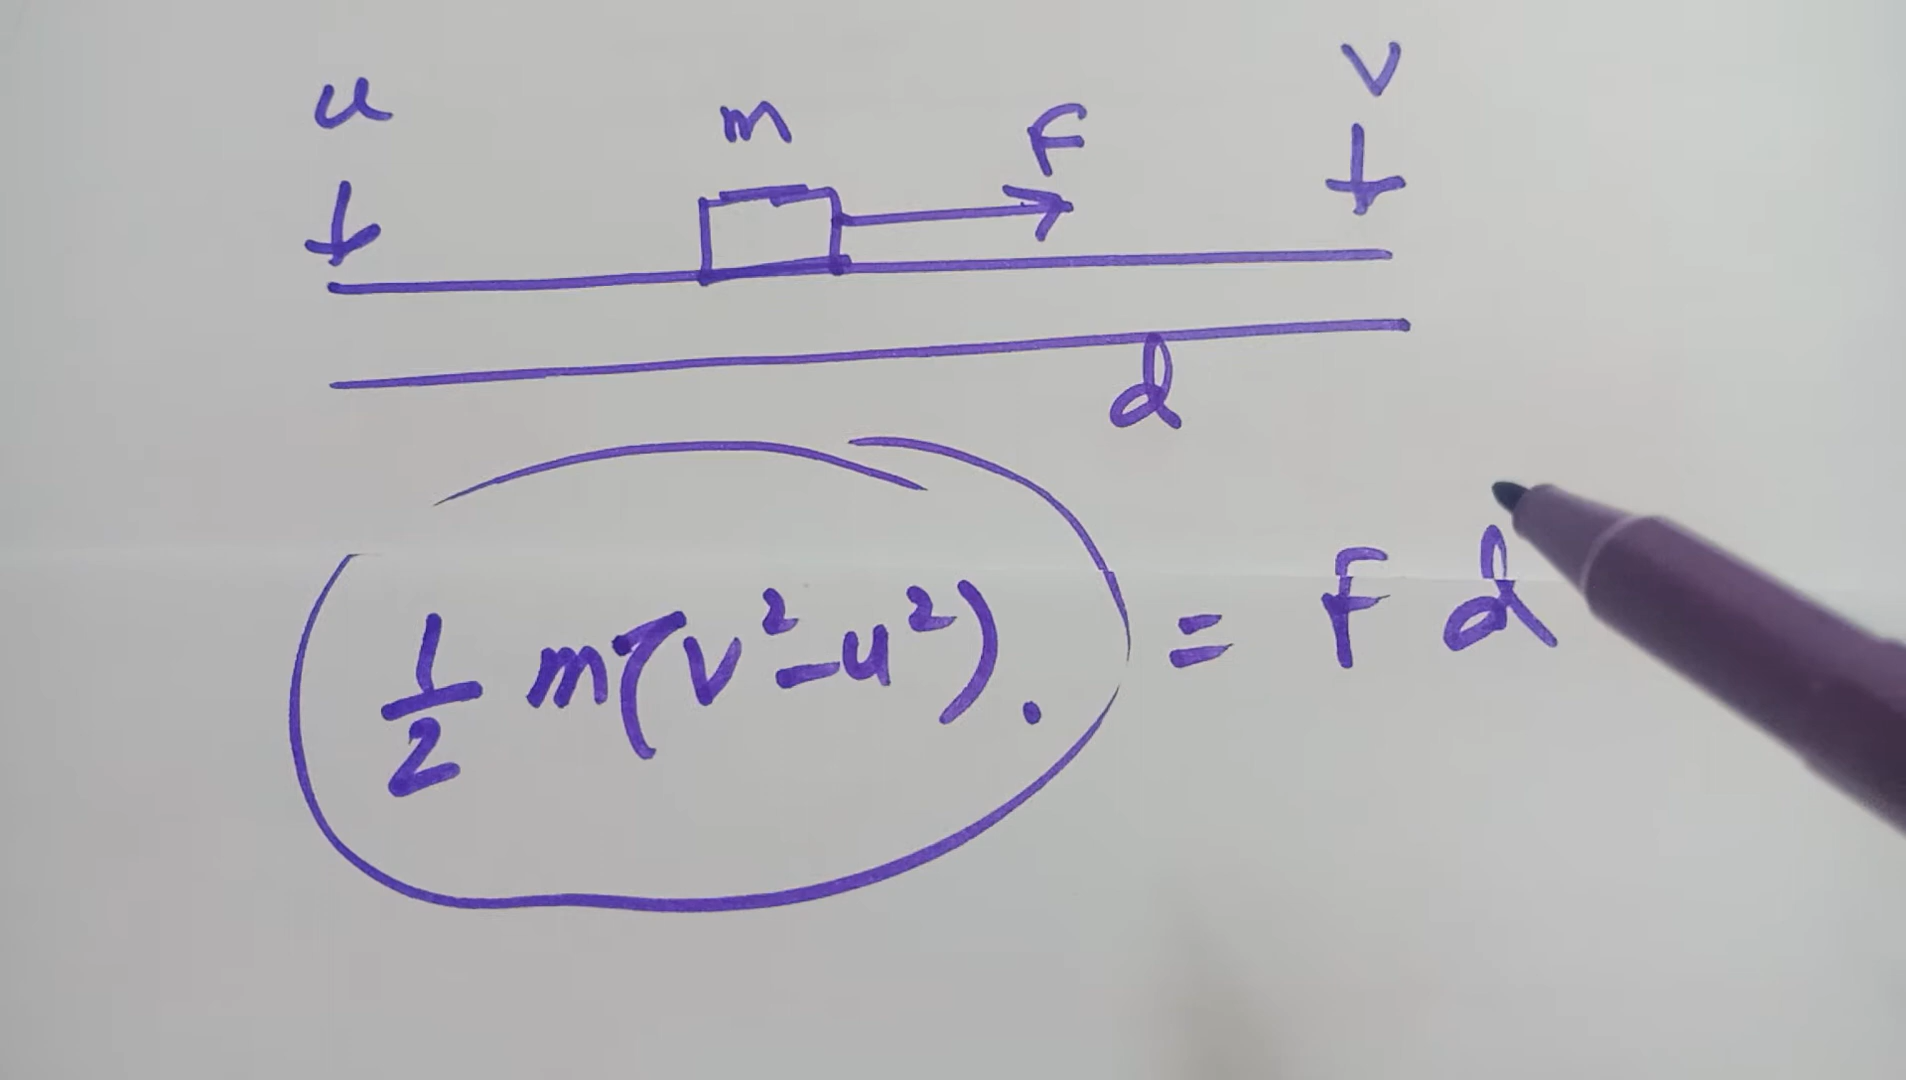 u m F v
d
1/2 m(v²-u²). = F d